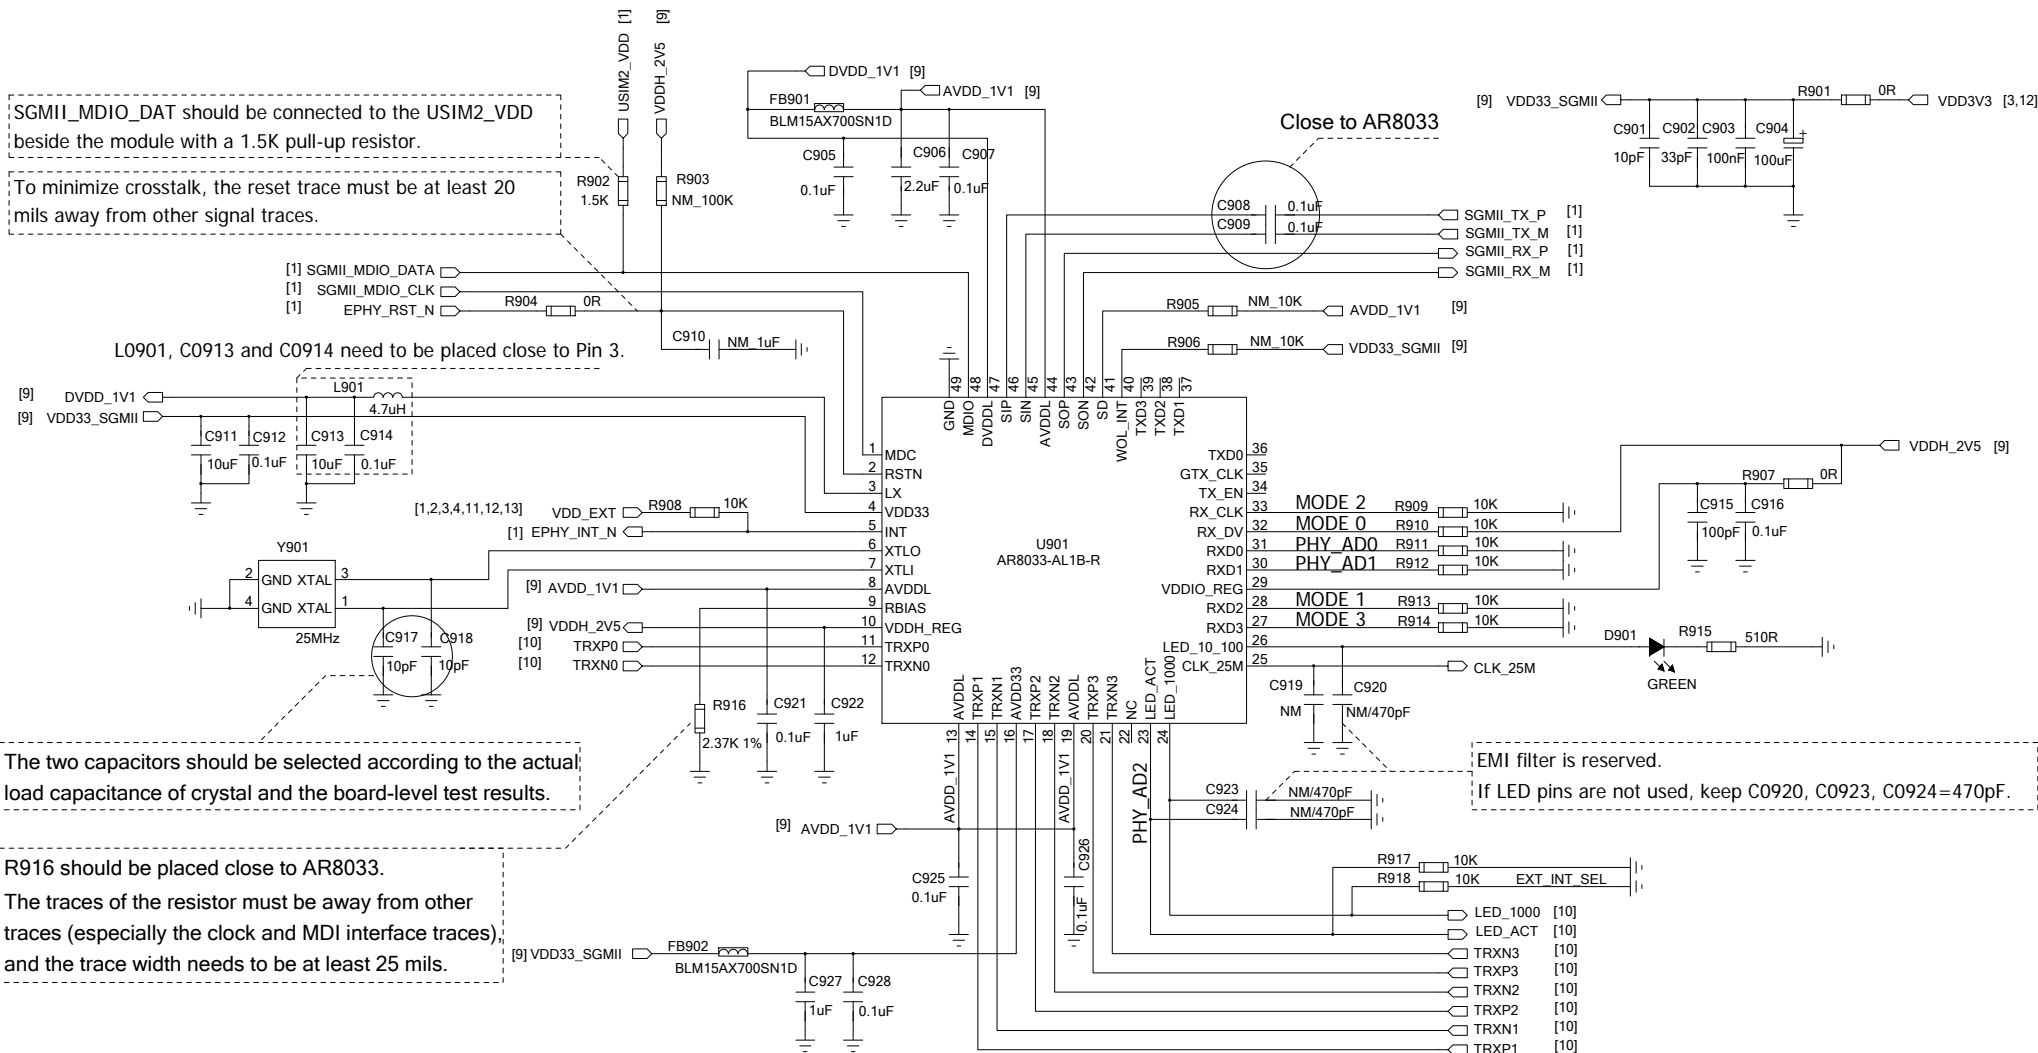 USIM2_VDD [1]
VDDH_2V5 [9]
SGMII_MDIO_DAT should be connected to the USIM2_VDD
beside the module with a 1.5K pull-up resistor.
To minimize crosstalk, the reset trace must be at least 20
mils away from other signal traces.
R902
1.5K
R903
NM_100K
DVDD_1V1 [9]
AVDD_1V1 [9]
FB901
BLM15AX700SN1D
C905
0.1uF
C906
2.2uF
C907
0.1uF
Close to AR8033
C908 0.1uF
C909 0.1uF
SGMII_TX_P [1]
SGMII_TX_M [1]
SGMII_RX_P [1]
SGMII_RX_M [1]
[9] VDD33_SGMII
R901 0R
VDD3V3 [3,12]
C901 C902 C903 C904
+
10pF 33pF 100nF 100uF
[1] SGMII_MDIO_DATA
[1] SGMII_MDIO_CLK
[1] EPHY_RST_N
R904 0R
C910 NM_1uF
R905 NM_10K AVDD_1V1 [9]
R906 NM_10K VDD33_SGMII [9]
L0901, C0913 and C0914 need to be placed close to Pin 3.
[9] DVDD_1V1
[9] VDD33_SGMII
L901
4.7uH
C911
10uF
C912
0.1uF
C913
10uF
C914
0.1uF
49 48 47 46 45 44 43 42 41 40 39 38 37
GND MDIO DVDDL SIP SIN AVDDL SOP SON SD WOL_INT TXD3 TXD2 TXD1
1 MDC
2 RSTN
3 LX
4 VDD33
5 INT
6 XTLO
7 XTLI
8 AVDDL
9 RBIAS
10 VDDH_REG
11 TRXP0
12 TRXN0
U901
AR8033-AL1B-R
TXD0 36
GTX_CLK 35
TX_EN 34
RX_CLK 33 MODE 2 R909 10K
RX_DV 32 MODE 0 R910 10K
RXD0 31 PHY_AD0 R911 10K
RXD1 30 PHY_AD1 R912 10K
VDDIO_REG 29
RXD2 28 MODE 1 R913 10K
RXD3 27 MODE 3 R914 10K
LED_10_100 26
CLK_25M 25
VDDH_2V5 [9]
R907 0R
C915
100pF
C916
0.1uF
[1,2,3,4,11,12,13] VDD_EXT R908 10K
[1] EPHY_INT_N
Y901
2 GND XTAL 3
4 GND XTAL 1
25MHz
C917
10pF
C918
10pF
[9] AVDD_1V1
[9] VDDH_2V5
[10] TRXP0
[10] TRXN0
D901
GREEN
R915 510R
CLK_25M
C919
NM
C920
NM/470pF
R916
2.37K 1%
C921
0.1uF
C922
1uF
AVDDL TRXP1 TRXN1 AVDD33 TRXP2 TRXN2 AVDDL TRXP3 TRXN3 NC LED_ACT LED_1000
13 14 15 16 17 18 19 20 21 22 23 24
AVDD_1V1
AVDD_1V1
PHY_AD2
The two capacitors should be selected according to the actual
load capacitance of crystal and the board-level test results.
EMI filter is reserved.
If LED pins are not used, keep C0920, C0923, C0924=470pF.
C923 NM/470pF
C924 NM/470pF
[9] AVDD_1V1
R916 should be placed close to AR8033.
The traces of the resistor must be away from other
traces (especially the clock and MDI interface traces),
and the trace width needs to be at least 25 mils.
C925
0.1uF
C926
0.1uF
R917 10K
R918 10K EXT_INT_SEL
[9] VDD33_SGMII
FB902
BLM15AX700SN1D
C927
1uF
C928
0.1uF
LED_1000 [10]
LED_ACT [10]
TRXN3 [10]
TRXP3 [10]
TRXN2 [10]
TRXP2 [10]
TRXN1 [10]
TRXP1 [10]